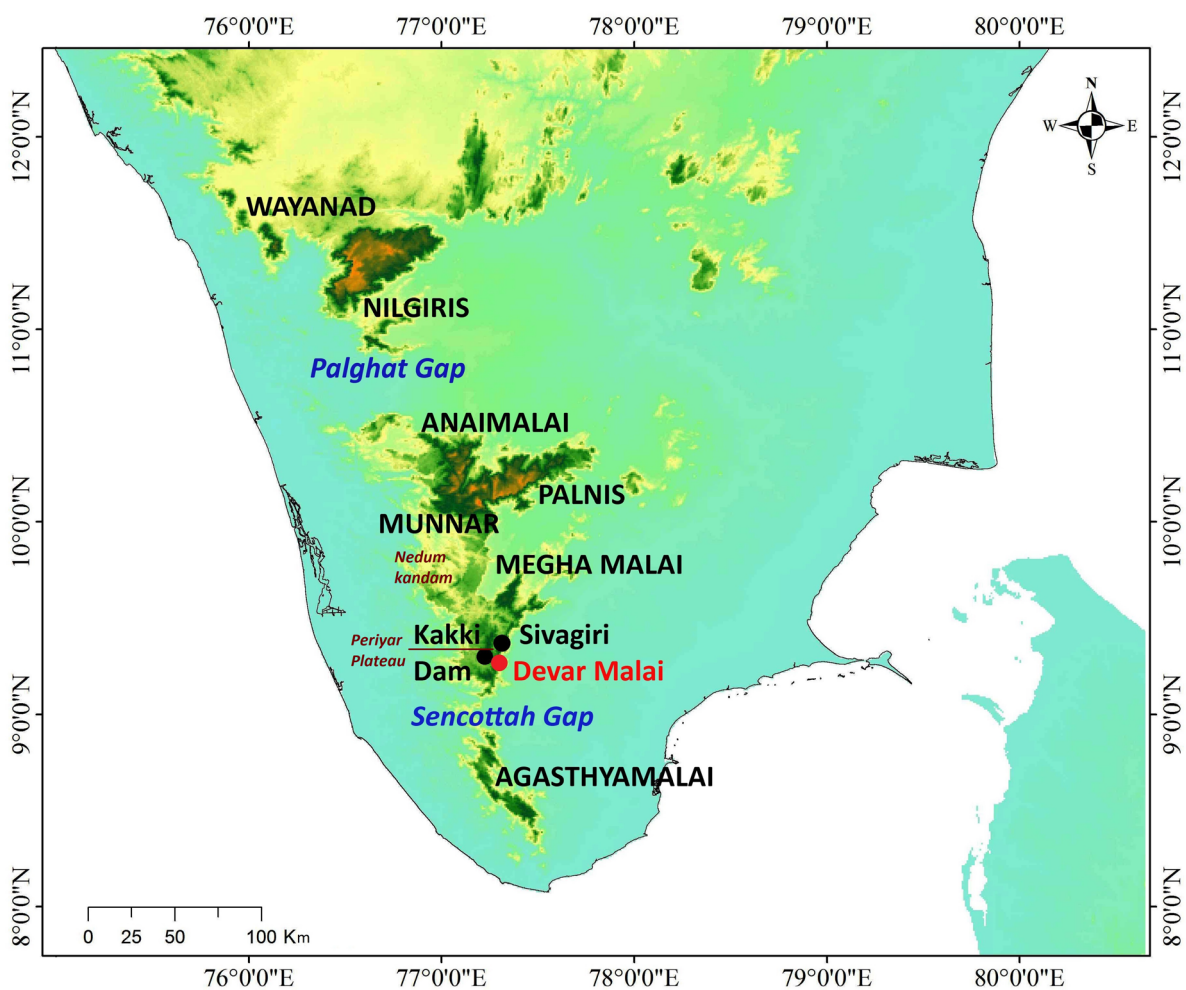 76°0'0"E 77°0'0"E 78°0'0"E 79°0'0"E 80°0'0"E
12°0'0"N
12°0'0"N
N
W E
S
WAYANAD
NILGIRIS
11°0'0"N
11°0'0"N
Palghat Gap
ANAIMALAI
PALNIS
MUNNAR
10°0'0"N
10°0'0"N
Nedum
kandam
MEGHA MALAI
Periyar
Plateau
Kakki
Dam
Sivagiri
Devar Malai
9°0'0"N
9°0'0"N
Sencottah Gap
AGASTHYAMALAI
8°0'0"N
8°0'0"N
0 25 50 100 Km
76°0'0"E 77°0'0"E 78°0'0"E 79°0'0"E 80°0'0"E